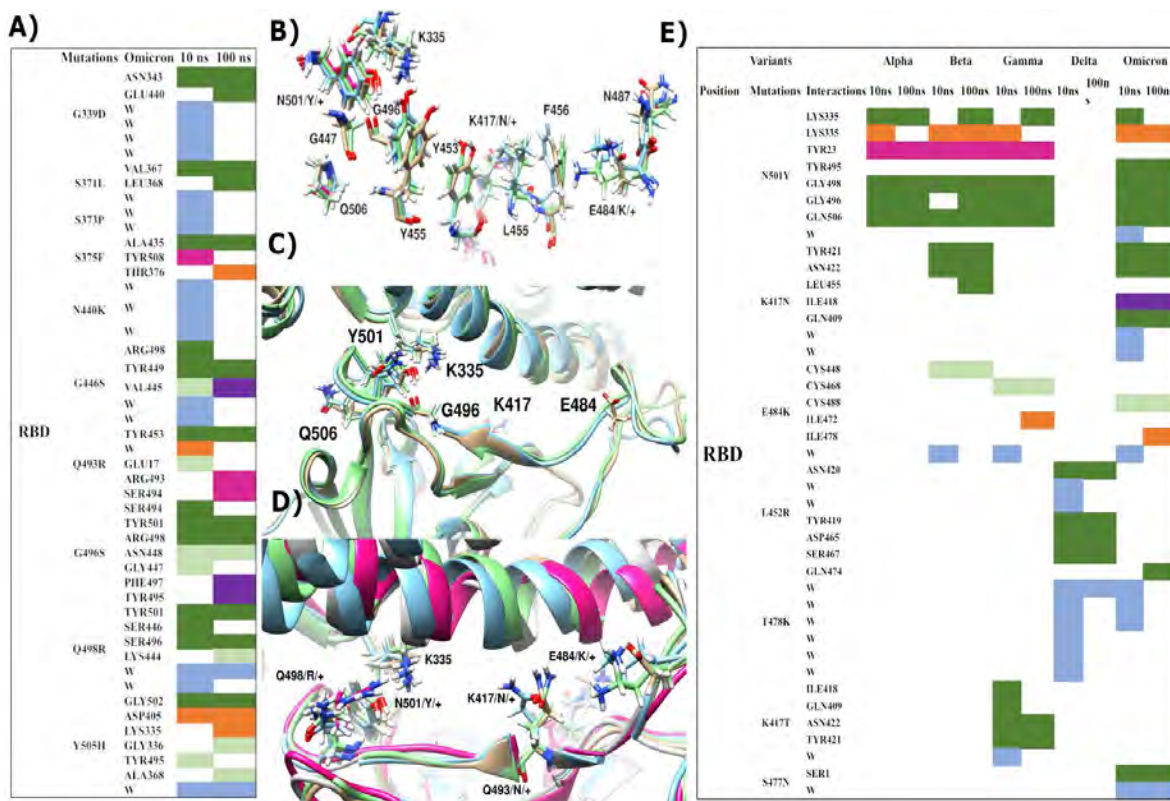 A)
Mutations Omicron 10 ns 100 ns
ASN343
GLU440
G339D
W
W
W
W
VAL367
S371L
LEU368
W
S373P
W
W
ALA435
S375F
TYR508
THR376
W
N440K
W
W
ARG498
TYR449
G446S
VAL445
W
W
TYR453
W
Q493R
GLU17
ARG493
SER494
SER494
TYR501
ARG498
G496S
ASN448
GLY447
PHE497
TYR495
TYR501
SER446
SER496
Q498R
LYS444
W
W
GLY502
ASP405
LYS335
Y505H
GLY336
TYR495
ALA368
W
RBD
B)
K335
N501/Y/+
G496
G447
Y453
K417/N/+
F456
N487
Q506
Y455
L455
E484/K/+
C)
Y501
K335
G496
K417
E484
Q506
D)
K335
E484/K/+
Q498/R/+
N501/Y/+
K417/N/+
Q493/N/+
E)
Variants Alpha Beta Gamma Delta Omicron
Position Mutations Interactions 10ns 100ns 10ns 100ns 10ns 100ns 10ns 100n s 10ns 100ns
LYS335
LYS335
TYR23
N501Y
TYR495
GLY498
GLY496
GLN506
W
TYR421
ASN422
LEU455
K417N
ILE418
GLN409
W
W
CYS448
CYS468
E484K
CYS488
ILE472
ILE478
W
RBD
ASN420
W
L452R
W
TYR419
ASP465
SER467
GLN474
W
W
T478K
W
W
W
W
ILE418
GLN409
K417T
ASN422
TYR421
W
S477N
SER1
W